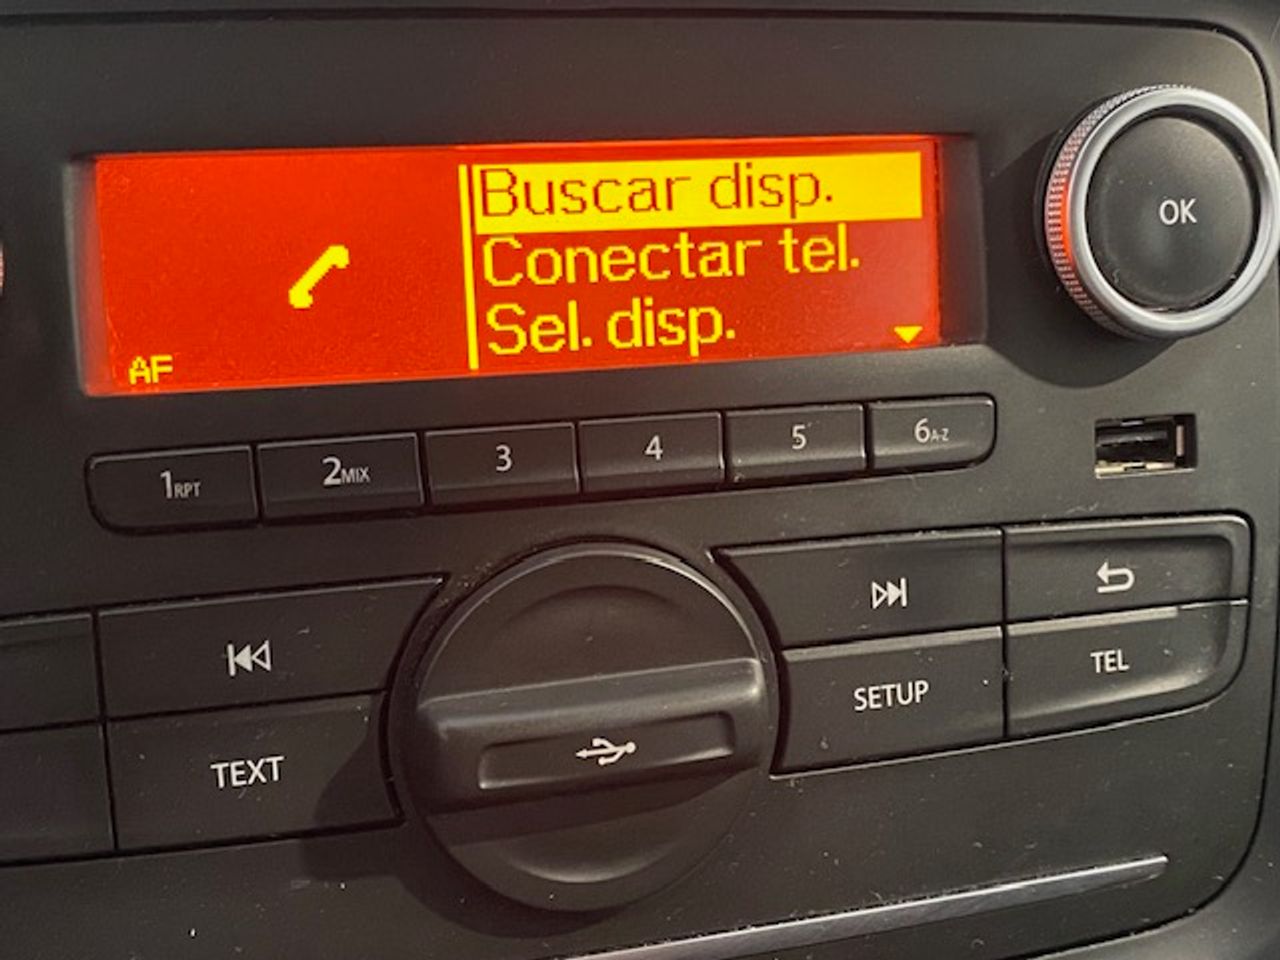 Buscar disp.
Conectar tel.
Sel. disp.
AF
OK
1RPT
2MIX
3
4
5
6A-Z
TEXT
SETUP
TEL